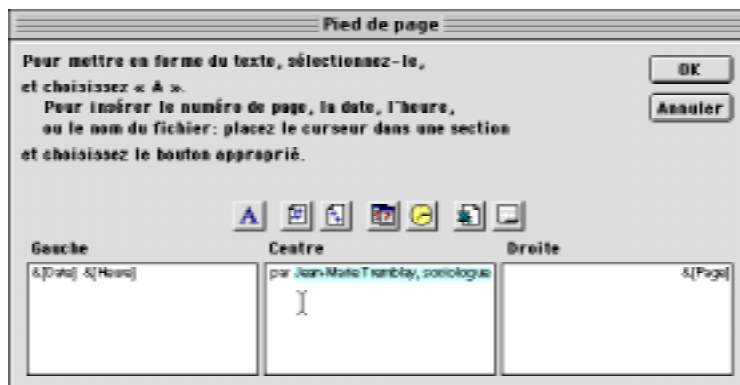 Pied de page
Pour mettre en forme du texte, sélectionnez-le,
et choisissez « A ».
Pour insérer le numéro de page, la date, l'heure,
ou le nom du fichier: placez le curseur dans une section
et choisissez le bouton approprié.
OK
Annuler
A
Gauche Centre Droite
&[Date] &[Heure] par Jean-Marie Tremblay, sociologue &[Page]